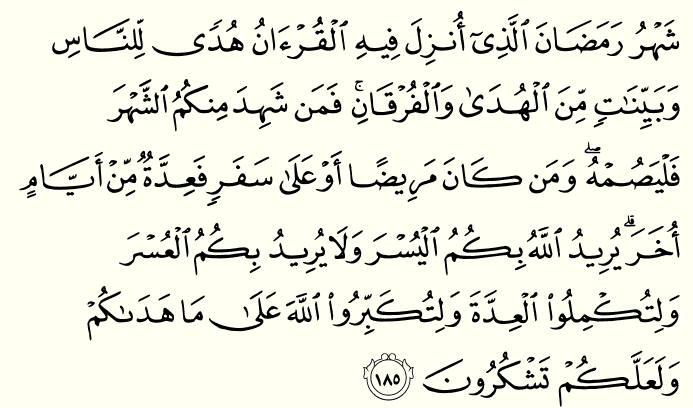 شَهْرُ رَمَضَانَ ٱلَّذِىٓ أُنزِلَ فِيهِ ٱلْقُرْءَانُ هُدًى لِّلنَّاسِ
وَبَيِّنَـٰتٍ مِّنَ ٱلْهُدَىٰ وَٱلْفُرْقَانِ ۚ فَمَن شَهِدَ مِنكُمُ ٱلشَّهْرَ
فَلْيَصُمْهُ ۖ وَمَن كَانَ مَرِيضًا أَوْ عَلَىٰ سَفَرٍ فَعِدَّةٌ مِّنْ أَيَّامٍ
أُخَرَ ۗ يُرِيدُ ٱللَّهُ بِكُمُ ٱلْيُسْرَ وَلَا يُرِيدُ بِكُمُ ٱلْعُسْرَ
وَلِتُكْمِلُوا۟ ٱلْعِدَّةَ وَلِتُكَبِّرُوا۟ ٱللَّهَ عَلَىٰ مَا هَدَىٰكُمْ
وَلَعَلَّكُمْ تَشْكُرُونَ ١٨٥